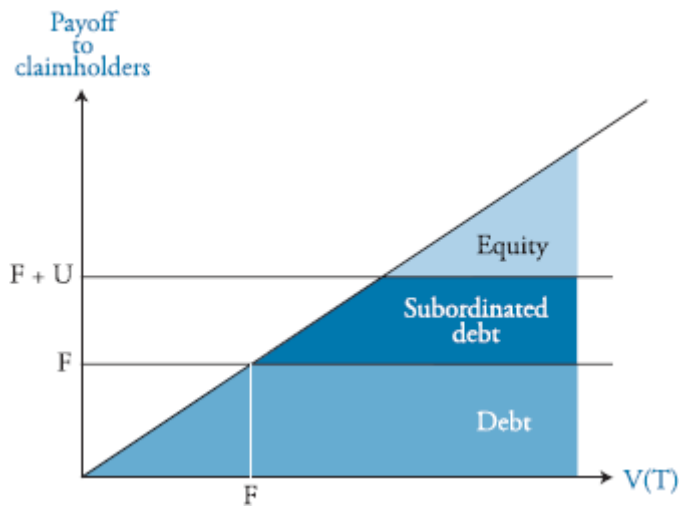 Payoff
to
claimholders
Equity
F + U
Subordinated
debt
F
Debt
V(T)
F